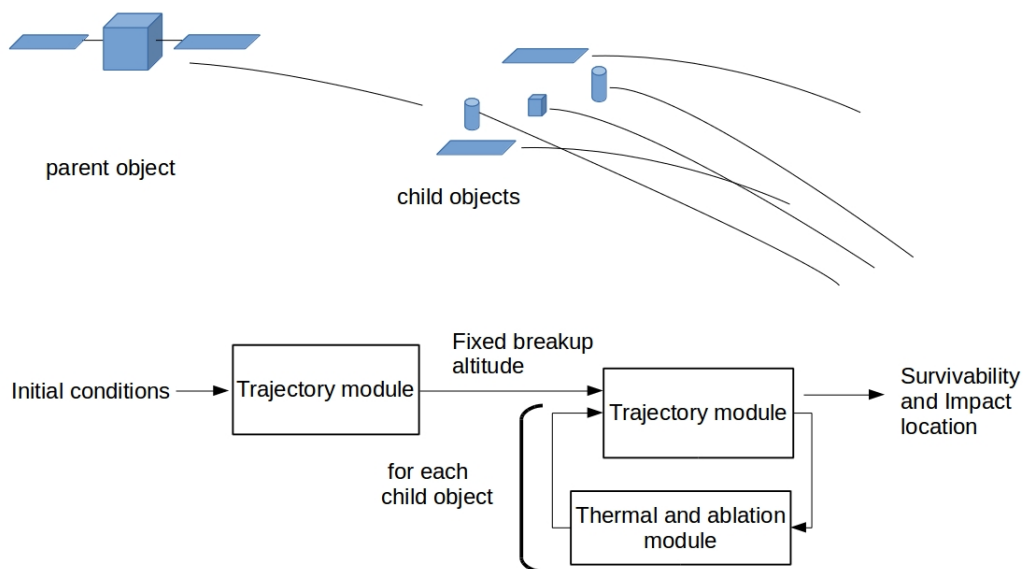 parent object
child objects
Fixed breakup
altitude
Initial conditions
Trajectory module
Trajectory module
Survivability
and Impact
location
for each
child object
Thermal and ablation
module